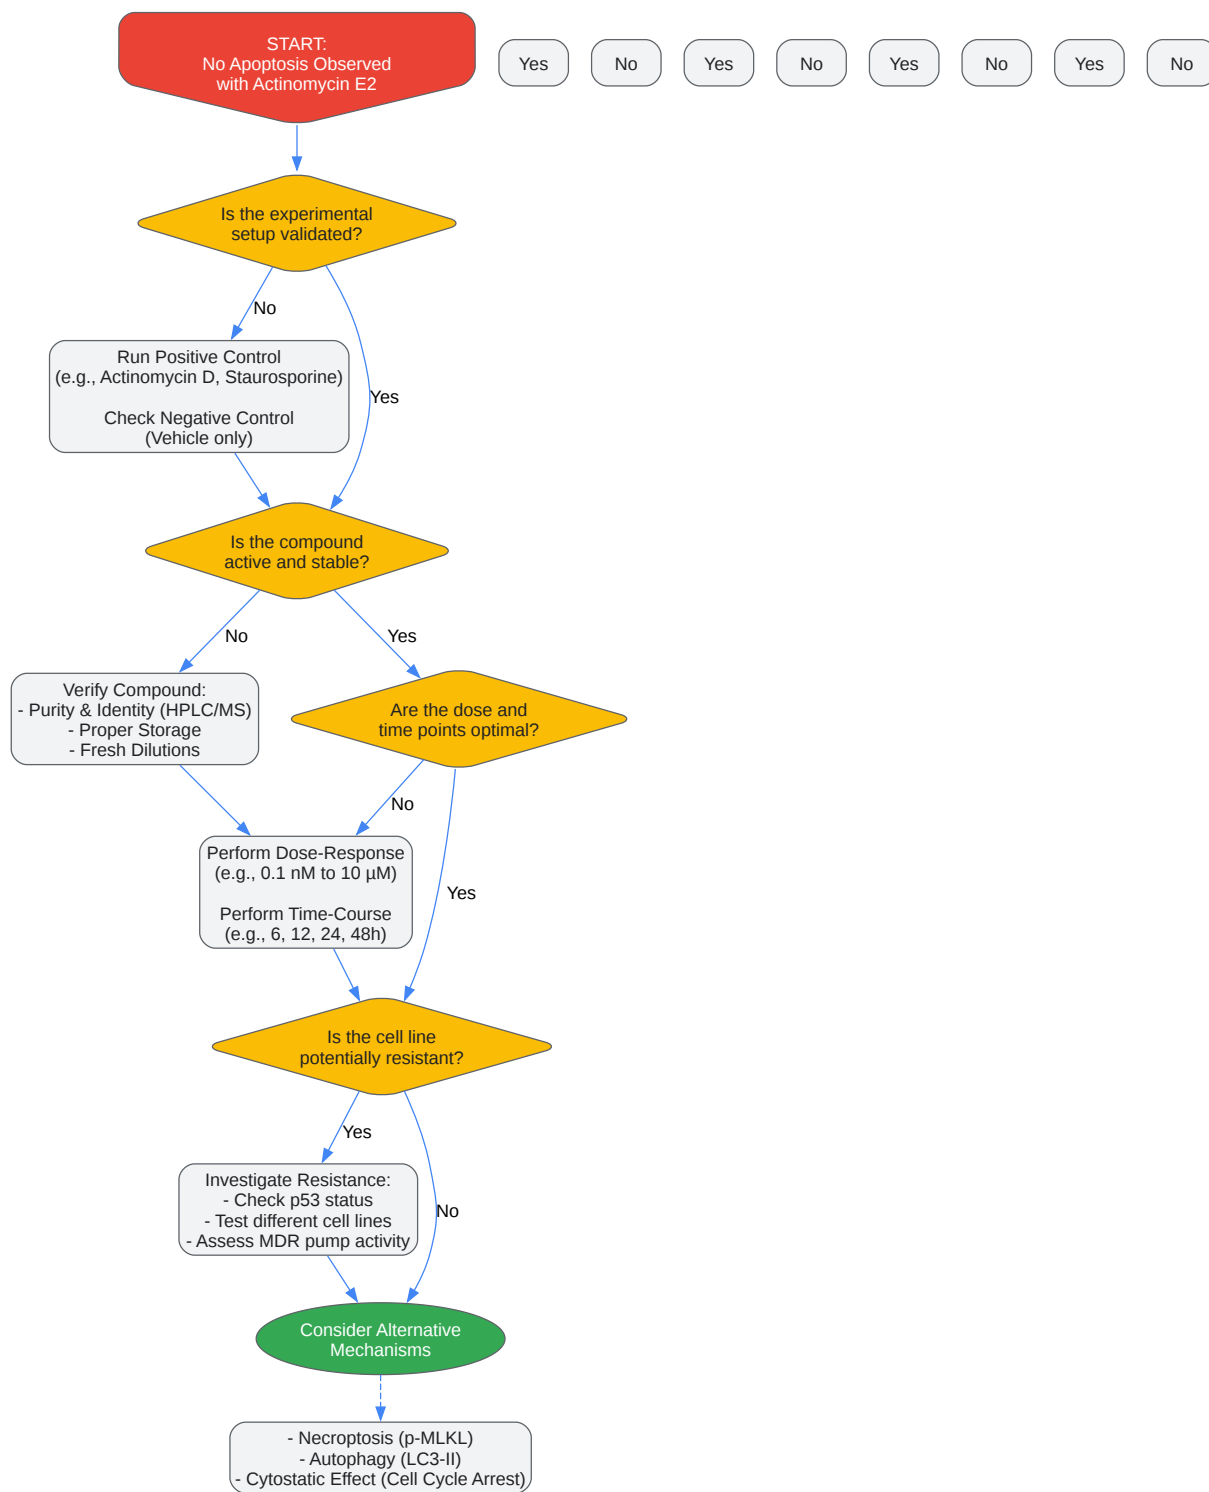 START:
No Apoptosis Observed
with Actinomycin E2
Yes
No
Yes
No
Yes
No
Yes
No
Is the experimental
setup validated?
No
Run Positive Control
(e.g., Actinomycin D, Staurosporine)
Check Negative Control
(Vehicle only)
Yes
Is the compound
active and stable?
No
Yes
Verify Compound:
- Purity & Identity (HPLC/MS)
- Proper Storage
- Fresh Dilutions
Are the dose and
time points optimal?
No
Perform Dose-Response
(e.g., 0.1 nM to 10 µM)
Perform Time-Course
(e.g., 6, 12, 24, 48h)
Yes
Is the cell line
potentially resistant?
Yes
Investigate Resistance:
- Check p53 status
- Test different cell lines
- Assess MDR pump activity
No
Consider Alternative
Mechanisms
- Necroptosis (p-MLKL)
- Autophagy (LC3-II)
- Cytostatic Effect (Cell Cycle Arrest)